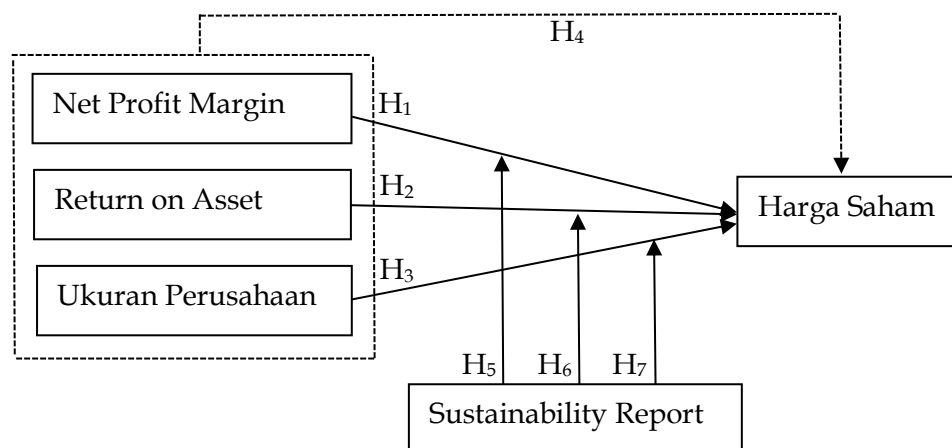 H₄
Net Profit Margin
H₁
Return on Asset
H₂
Harga Saham
Ukuran Perusahaan
H₃
H₅
H₆
H₇
Sustainability Report